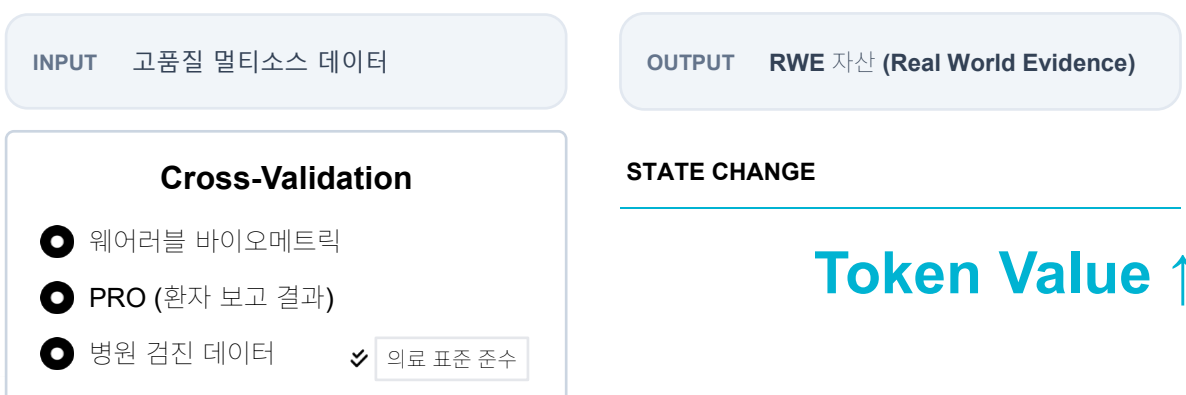 INPUT 고품질 멀티소스 데이터
OUTPUT RWE 자산 (Real World Evidence)
Cross-Validation
웨어러블 바이오메트릭
PRO (환자 보고 결과)
병원 검진 데이터
의료 표준 준수
STATE CHANGE
Token Value ↑